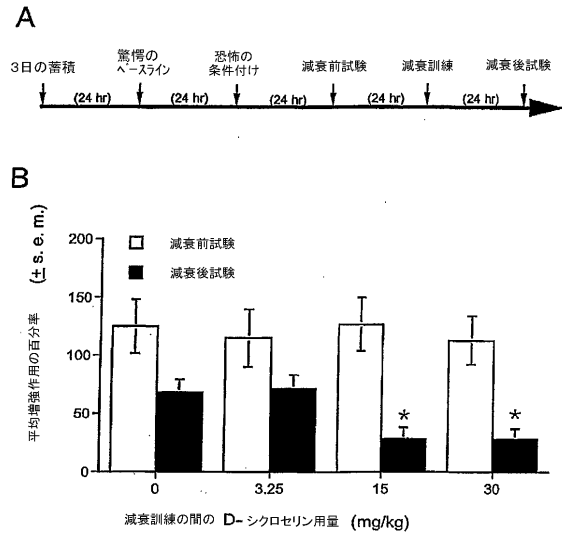 A
3日の蓄積
驚愕の
ベースライン
恐怖の
条件付け
減衰前試験
減衰訓練
減衰後試験
(24 hr)
(24 hr)
(24 hr)
(24 hr)
(24 hr)
B
平均増強作用の百分率
(± s. e. m.)
200
150
100
50
0
減衰前試験
減衰後試験
*
*
0
3.25
15
30
減衰訓練の間の D-シクロセリン用量 (mg/kg)